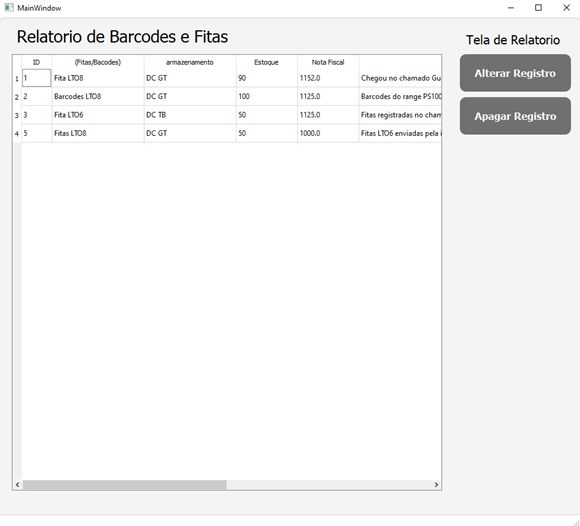 MainWindow
Relatorio de Barcodes e Fitas
Tela de Relatorio
ID (Fitas/Bacodes) armazenamento Estoque Nota Fiscal
1 1 Fita LTO8 DC GT 90 1152.0 Chegou no chamado Gu
2 2 Barcodes LTO8 DC GT 100 1125.0 Barcodes do range PS100
3 3 Fita LTO6 DC TB 50 1125.0 Fitas registradas no cham
4 5 Fitas LTO8 DC GT 50 1000.0 Fitas LTO6 enviadas pela i
Alterar Registro
Apagar Registro